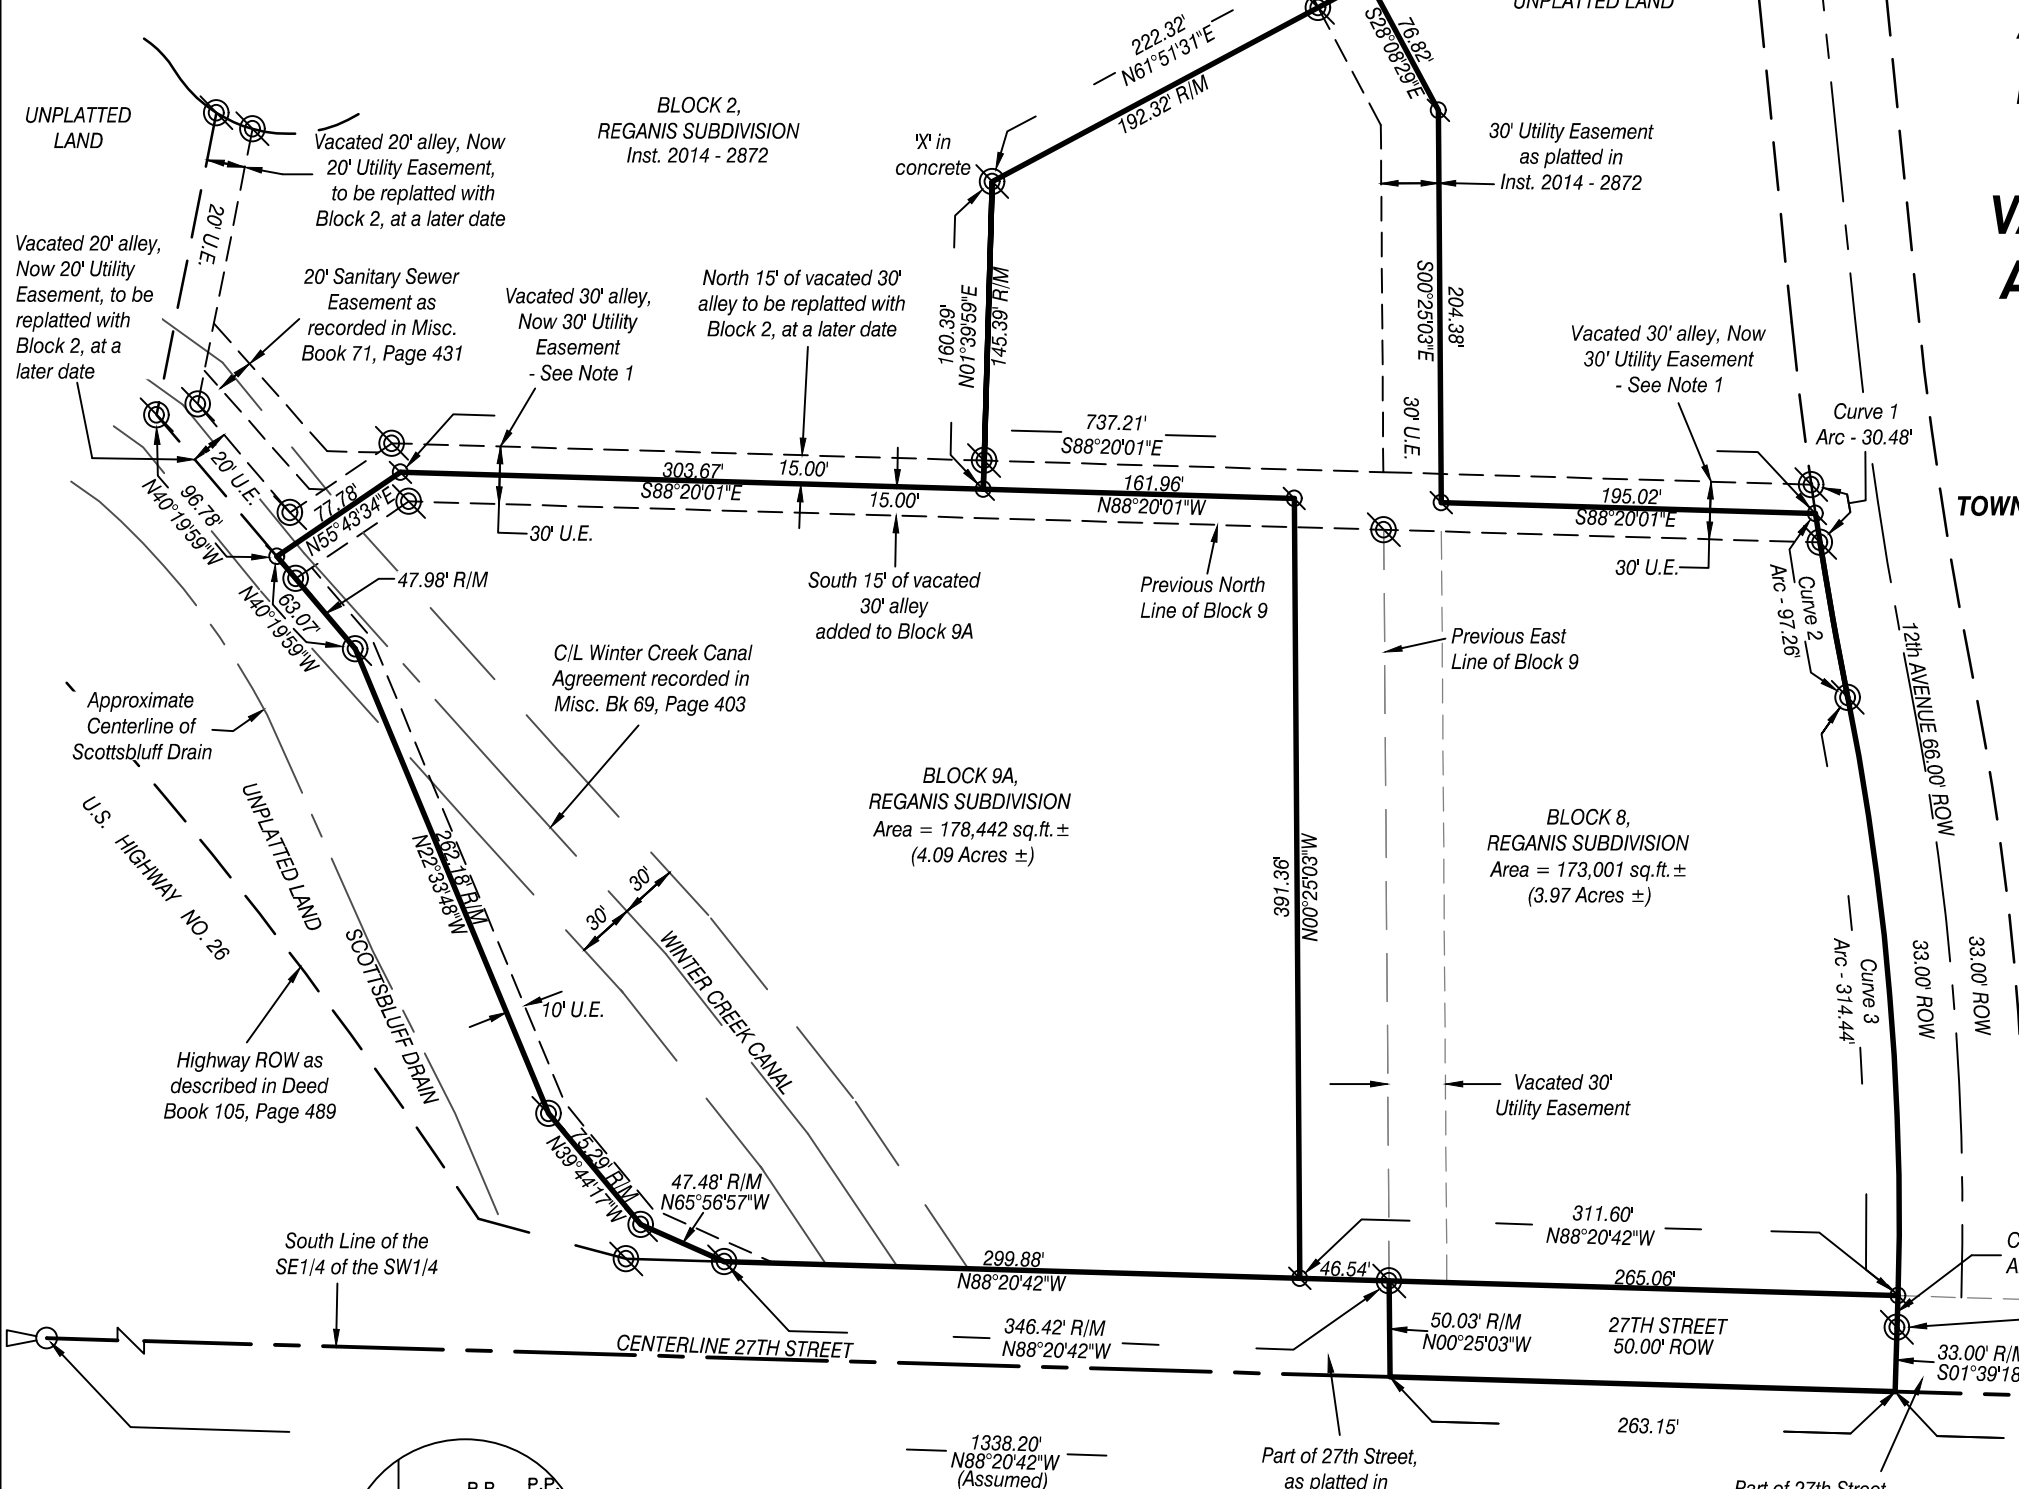 UNPLATTED LAND
222.32'
N61°51'31"E
192.32' R/M
76.82'
S28°08'29"E
UNPLATTED
LAND
BLOCK 2,
REGANIS SUBDIVISION
Inst. 2014 - 2872
Vacated 20' alley, Now
20' Utility Easement,
to be replatted with
Block 2, at a later date
'X' in
concrete
30' Utility Easement
as platted in
Inst. 2014 - 2872
20' U.E.
Vacated 20' alley,
Now 20' Utility
Easement, to be
replatted with
Block 2, at a
later date
20' Sanitary Sewer
Easement as
recorded in Misc.
Book 71, Page 431
Vacated 30' alley,
Now 30' Utility
Easement
- See Note 1
North 15' of vacated 30'
alley to be replatted with
Block 2, at a later date
160.39'
N01°39'59"E
145.39' R/M
S00°25'03"E
204.38'
Vacated 30' alley, Now
30' Utility Easement
- See Note 1
Curve 1
Arc - 30.48'
30' U.E.
737.21'
S88°20'01"E
20' U.E.
96.78'
N40°19'59"W
77.78'
N55°43'34"E
303.67'
S88°20'01"E
15.00'
15.00'
161.96'
N88°20'01"W
195.02'
S88°20'01"E
TOWN
30' U.E.
30' U.E.
47.98' R/M
63.07'
N40°19'59"W
South 15' of vacated
30' alley
added to Block 9A
Previous North
Line of Block 9
Curve 2
Arc - 97.26'
Previous East
Line of Block 9
12th AVENUE 66.00' ROW
C/L Winter Creek Canal
Agreement recorded in
Misc. Bk 69, Page 403
Approximate
Centerline of
Scottsbluff Drain
U.S. HIGHWAY NO. 26
UNPLATTED LAND
SCOTTSBLUFF DRAIN
262.18' R/M
N22°33'48"W
BLOCK 9A,
REGANIS SUBDIVISION
Area = 178,442 sq.ft.±
(4.09 Acres ±)
391.36'
N00°25'03"W
BLOCK 8,
REGANIS SUBDIVISION
Area = 173,001 sq.ft.±
(3.97 Acres ±)
30'
30'
WINTER CREEK CANAL
Curve 3
Arc - 314.44'
33.00' ROW
33.00' ROW
10' U.E.
Highway ROW as
described in Deed
Book 105, Page 489
Vacated 30'
Utility Easement
75.29' R/M
N39°44'17"W
47.48' R/M
N65°56'57"W
South Line of the
SE1/4 of the SW1/4
311.60'
N88°20'42"W
299.88'
N88°20'42"W
46.54'
265.06'
CENTERLINE 27TH STREET
346.42' R/M
N88°20'42"W
50.03' R/M
N00°25'03"W
27TH STREET
50.00' ROW
33.00' R/M
S01°39'18
263.15'
1338.20'
N88°20'42"W
(Assumed)
Part of 27th Street,
as platted in
Part of 27th Street
P.P.
P.P.